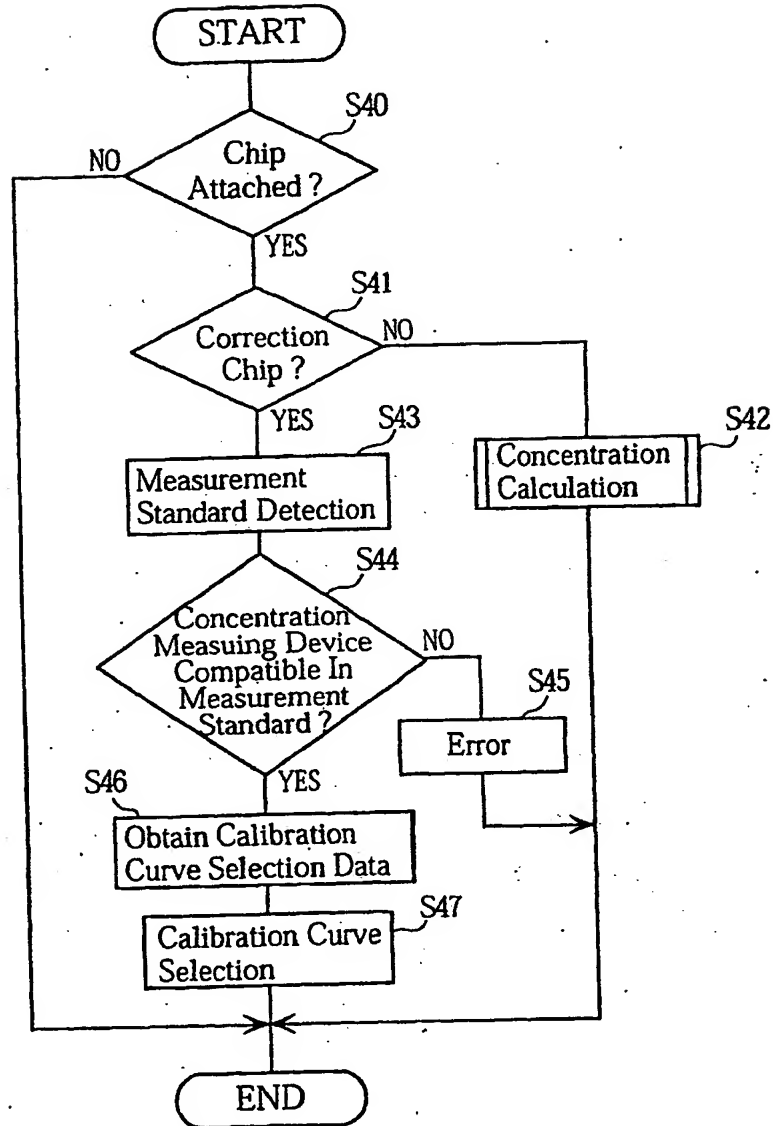 START
S40
NO
Chip
Attached ?
YES
S41
Correction
Chip ?
NO
YES
S43
S42
Measurement
Standard Detection
Concentration
Calculation
S44
Concentration
Measuing Device
Compatible In
Measurement
Standard ?
NO
S45
Error
YES
S46
Obtain Calibration
Curve Selection Data
S47
Calibration Curve
Selection
END